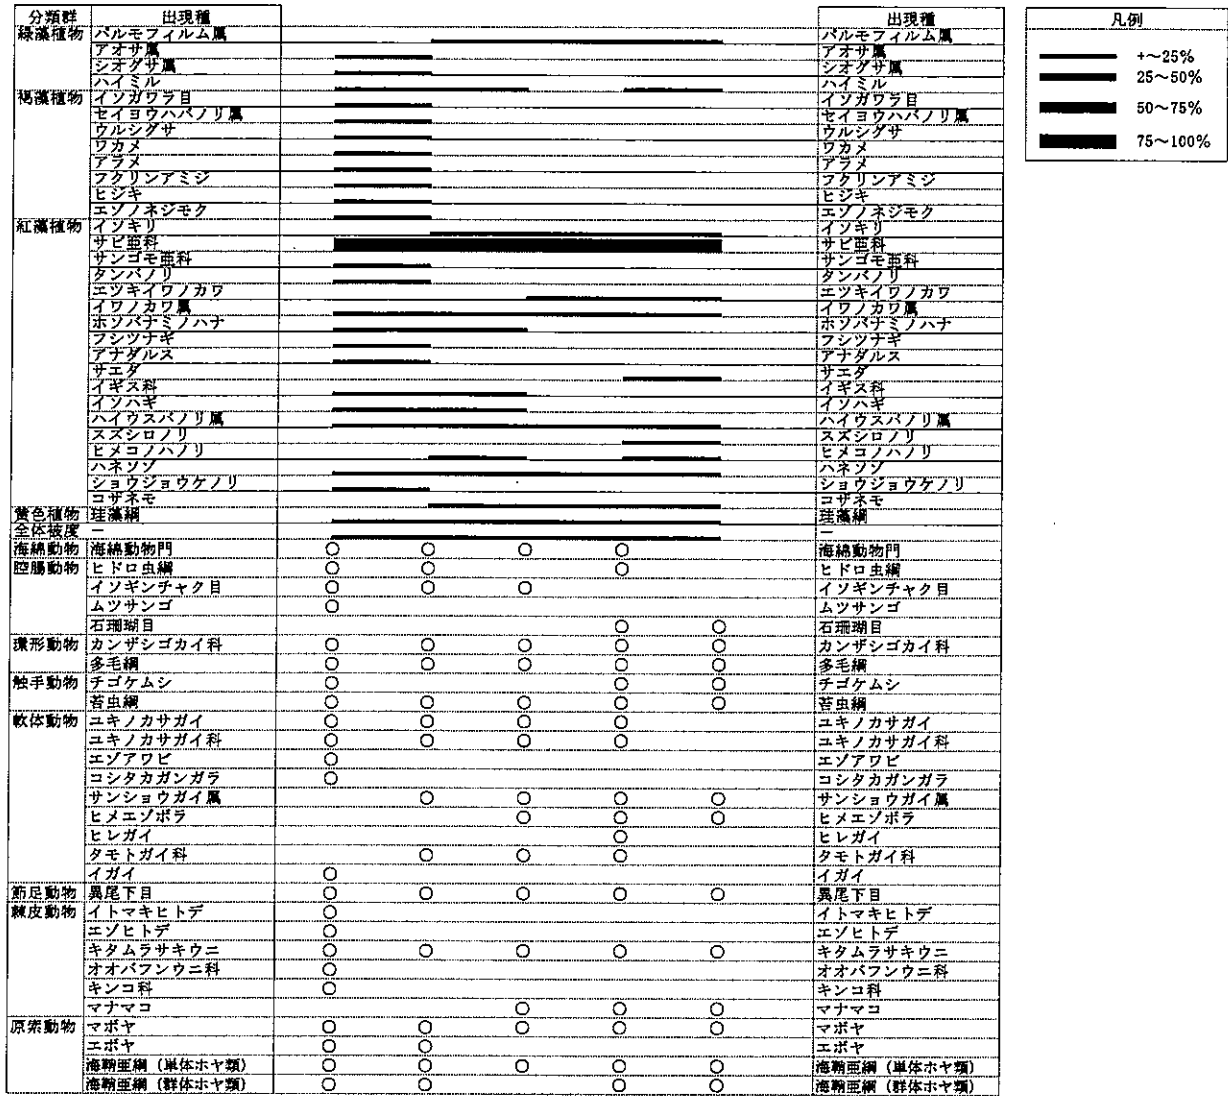 分類群 出現種 出現種
緑藻植物 パルモフィルム属 パルモフィルム属
アオサ属 アオサ属
シオグサ属 シオグサ属
ハイミル ハイミル
褐藻植物 イソガワラ目 イソガワラ目
セイヨウハバノリ属 セイヨウハバノリ属
ウルシグサ ウルシグサ
ワカメ ワカメ
アラメ アラメ
フクリンアミジ フクリンアミジ
ヒジキ ヒジキ
エゾノネジモク エゾノネジモク
紅藻植物 イソキリ イソキリ
サビ亜科 サビ亜科
サンゴモ亜科 サンゴモ亜科
タンバノリ タンバノリ
エツキイワノカワ エツキイワノカワ
イワノカワ属 イワノカワ属
ホソバナミノハナ ホソバナミノハナ
フシツナギ フシツナギ
アナダルス アナダルス
サエダ サエダ
イギス科 イギス科
イソハギ イソハギ
ハイウスバノリ属 ハイウスバノリ属
スズシロノリ スズシロノリ
ヒメコノハノリ ヒメコノハノリ
ハネソゾ ハネソゾ
ショウジョウケノリ ショウジョウケノリ
コザネモ コザネモ
黄色植物 珪藻綱 珪藻綱
全体被度 − −
海綿動物 海綿動物門 ○ ○ ○ ○ 海綿動物門
腔腸動物 ヒドロ虫綱 ○ ○ ○ ヒドロ虫綱
イソギンチャク目 ○ ○ ○ イソギンチャク目
ムツサンゴ ○ ムツサンゴ
石珊瑚目 ○ ○ 石珊瑚目
環形動物 カンザシゴカイ科 ○ ○ ○ ○ ○ カンザシゴカイ科
多毛綱 ○ ○ ○ ○ ○ 多毛綱
触手動物 チゴケムシ ○ ○ ○ チゴケムシ
苔虫綱 ○ ○ ○ ○ ○ 苔虫綱
軟体動物 ユキノカサガイ ○ ○ ○ ○ ユキノカサガイ
ユキノカサガイ科 ○ ○ ○ ○ ユキノカサガイ科
エゾアワビ ○ エゾアワビ
コシタカガンガラ ○ コシタカガンガラ
サンショウガイ属 ○ ○ ○ ○ サンショウガイ属
ヒメエゾボラ ○ ○ ○ ヒメエゾボラ
ヒレガイ ○ ヒレガイ
タモトガイ科 ○ ○ ○ タモトガイ科
イガイ ○ イガイ
節足動物 異尾下目 ○ ○ ○ ○ ○ 異尾下目
棘皮動物 イトマキヒトデ ○ イトマキヒトデ
エゾヒトデ ○ エゾヒトデ
キタムラサキウニ ○ ○ ○ ○ ○ キタムラサキウニ
オオバフンウニ科 ○ オオバフンウニ科
キンコ科 ○ キンコ科
マナマコ ○ ○ ○ マナマコ
原索動物 マボヤ ○ ○ ○ ○ ○ マボヤ
エボヤ ○ ○ エボヤ
海鞘亜綱（単体ホヤ類） ○ ○ ○ ○ ○ 海鞘亜綱（単体ホヤ類）
海鞘亜綱（群体ホヤ類） ○ ○ ○ ○ 海鞘亜綱（群体ホヤ類）
凡例
+〜25%
25〜50%
50〜75%
75〜100%